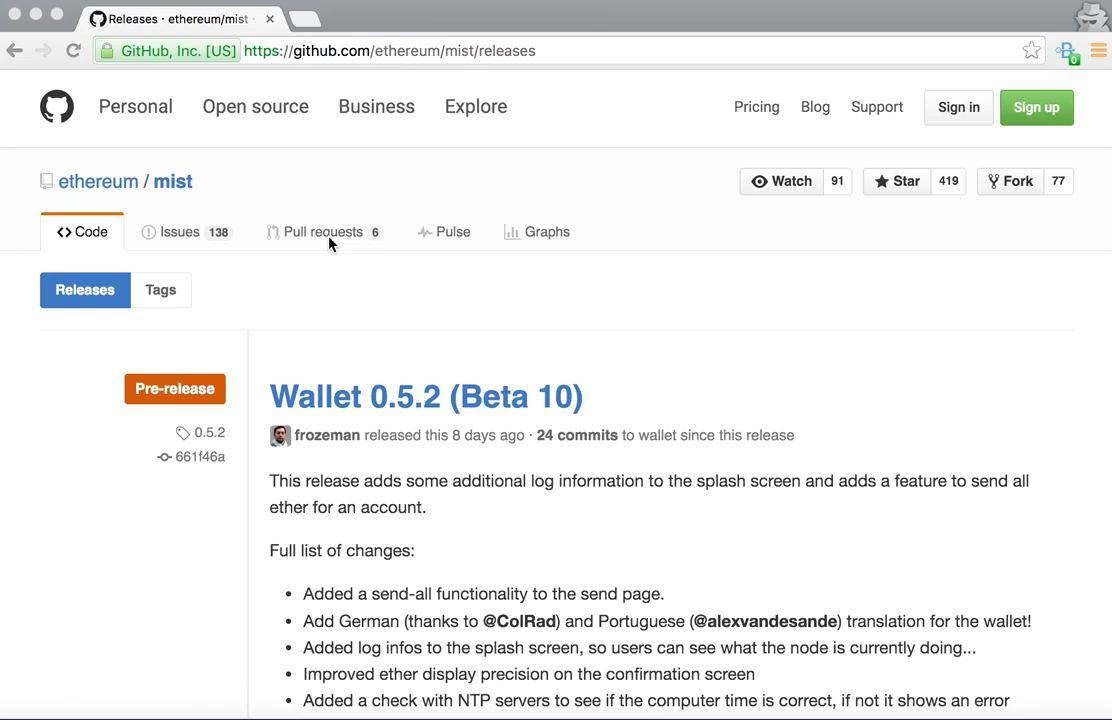 Releases · ethereum/mist ·
GitHub, Inc. [US] https://github.com/ethereum/mist/releases
0
Personal Open source Business Explore Pricing Blog Support Sign in Sign up
ethereum / mist Watch 91 Star 419 Fork 77
Code Issues 138 Pull requests 6 Pulse Graphs
Releases Tags
Pre-release
0.5.2
661f46a
Wallet 0.5.2 (Beta 10)
frozeman released this 8 days ago · 24 commits to wallet since this release
This release adds some additional log information to the splash screen and adds a feature to send all
ether for an account.
Full list of changes:
• Added a send-all functionality to the send page.
• Add German (thanks to @ColRad) and Portuguese (@alexvandesande) translation for the wallet!
• Added log infos to the splash screen, so users can see what the node is currently doing...
• Improved ether display precision on the confirmation screen
• Added a check with NTP servers to see if the computer time is correct, if not it shows an error